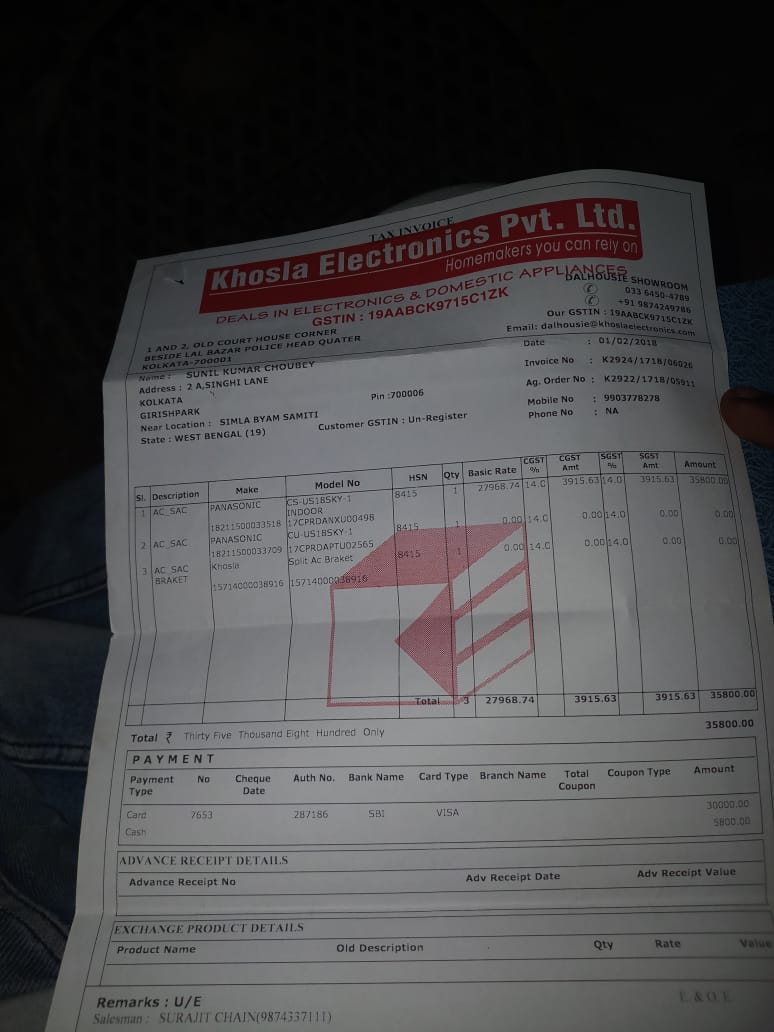 TAX INVOICE
Khosla Electronics Pvt. Ltd.
Homemakers you can rely on
DEALS IN ELECTRONICS & DOMESTIC APPLIANCES
GSTIN : 19AABCK9715C1ZK
DALHOUSIE SHOWROOM
033 6450-4789
+91 9874249786
Our GSTIN : 19AABCK9715C1ZK
Email: dalhousie@khoslaelectronics.com
1 AND 2, OLD COURT HOUSE CORNER
BESIDE LAL BAZAR POLICE HEAD QUATER
KOLKATA-700001
Name : SUNIL KUMAR CHOUBEY
Address : 2 A,SINGHI LANE
KOLKATA Pin :700006
GIRISHPARK
Near Location : SIMLA BYAM SAMITI
State : WEST BENGAL (19) Customer GSTIN : Un-Register
Date : 01/02/2018
Invoice No : K2924/1718/06026
Ag. Order No : K2922/1718/05911
Mobile No : 9903778278
Phone No : NA
Sl. Description Make Model No HSN Qty Basic Rate CGST % CGST Amt SGST % SGST Amt Amount
1 AC_SAC PANASONIC CS-US18SKY-1 8415 1 27968.74 14.0 3915.63 14.0 3915.63 35800.00
INDOOR
18211500033518 17CPRDANXU00498
2 AC_SAC PANASONIC CU-US18SKY-1 8415 1 0.00 14.0 0.00 14.0 0.00 0.00
18211500033709 17CPRDAPTU02565
3 AC_SAC Khosla Split Ac Braket 8415 1 0.00 14.0 0.00 14.0 0.00 0.00
BRAKET
15714000038916 15714000038916
Total 3 27968.74 3915.63 3915.63 35800.00
Total ₹ Thirty Five Thousand Eight Hundred Only 35800.00
PAYMENT
Payment Type No Cheque Date Auth No. Bank Name Card Type Branch Name Total Coupon Coupon Type Amount
Card 7653 287186 SBI VISA 30000.00
Cash 5800.00
ADVANCE RECEIPT DETAILS
Advance Receipt No Adv Receipt Date Adv Receipt Value
EXCHANGE PRODUCT DETAILS
Product Name Old Description Qty Rate Value
Remarks : U/E E. & O. E.
Salesman : SURAJIT CHAIN(9874337111)